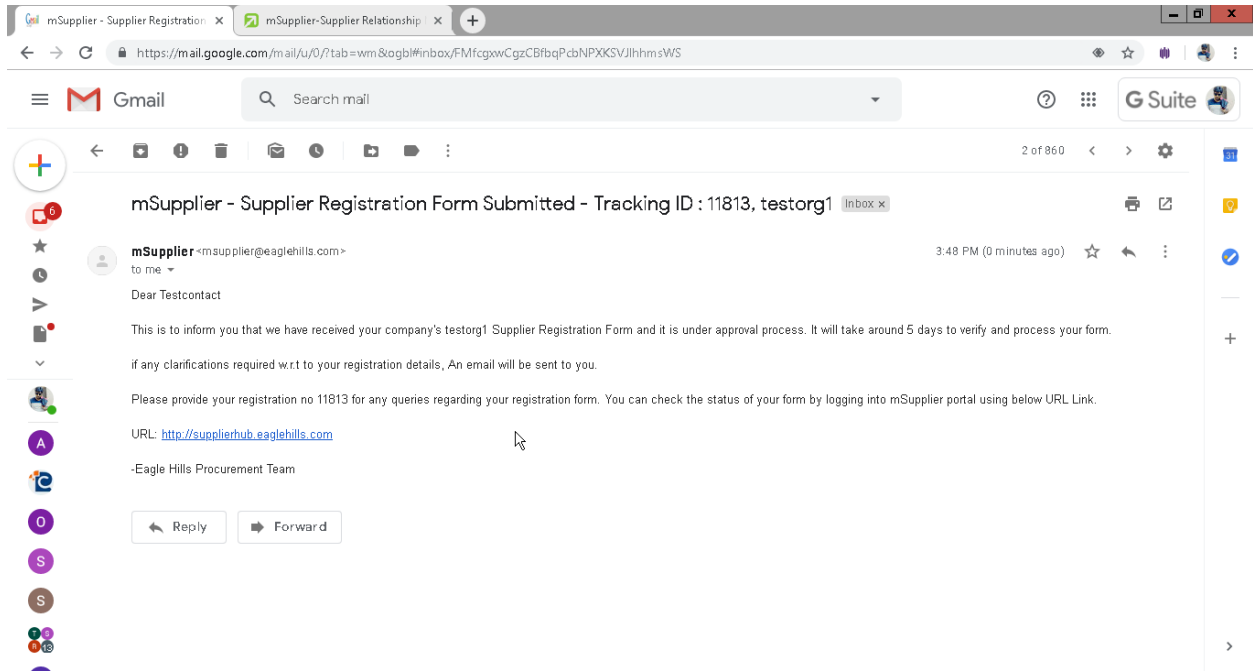 mSupplier - Supplier Registration
mSupplier-Supplier Relationship
https://mail.google.com/mail/u/0/?tab=wm&ogbl#inbox/FMfcgxwCgzCBfbqPcbNPXKSVJlhhmsWS
Gmail
Search mail
G Suite
2 of 860
31
6
mSupplier - Supplier Registration Form Submitted - Tracking ID : 11813, testorg1 Inbox x
mSupplier <msupplier@eaglehills.com>
3:48 PM (0 minutes ago)
to me
Dear Testcontact
This is to inform you that we have received your company's testorg1 Supplier Registration Form and it is under approval process. It will take around 5 days to verify and process your form.
if any clarifications required w.r.t to your registration details, An email will be sent to you.
Please provide your registration no 11813 for any queries regarding your registration form. You can check the status of your form by logging into mSupplier portal using below URL Link.
URL: http://supplierhub.eaglehills.com
-Eagle Hills Procurement Team
Reply
Forward
A
O
S
S
T S
R 13